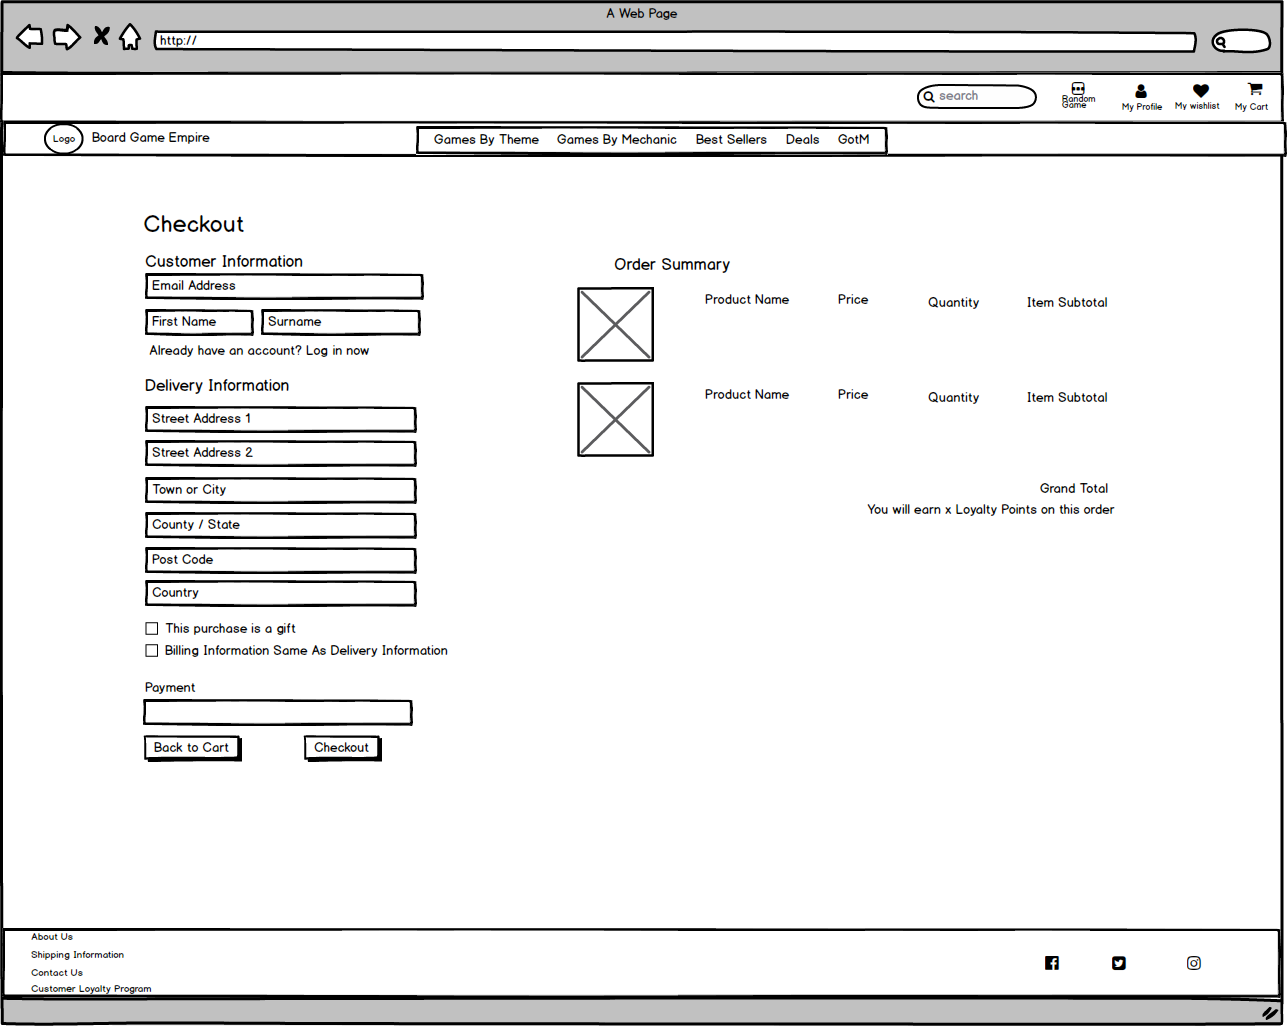 A Web Page
http://
search
Random Game
My Profile
My wishlist
My Cart
Logo
Board Game Empire
Games By Theme
Games By Mechanic
Best Sellers
Deals
GotM
Checkout
Customer Information
Email Address
First Name
Surname
Already have an account? Log in now
Delivery Information
Street Address 1
Street Address 2
Town or City
County / State
Post Code
Country
This purchase is a gift
Billing Information Same As Delivery Information
Payment
Back to Cart
Checkout
Order Summary
Product Name
Price
Quantity
Item Subtotal
Product Name
Price
Quantity
Item Subtotal
Grand Total
You will earn x Loyalty Points on this order
About Us
Shipping Information
Contact Us
Customer Loyalty Program